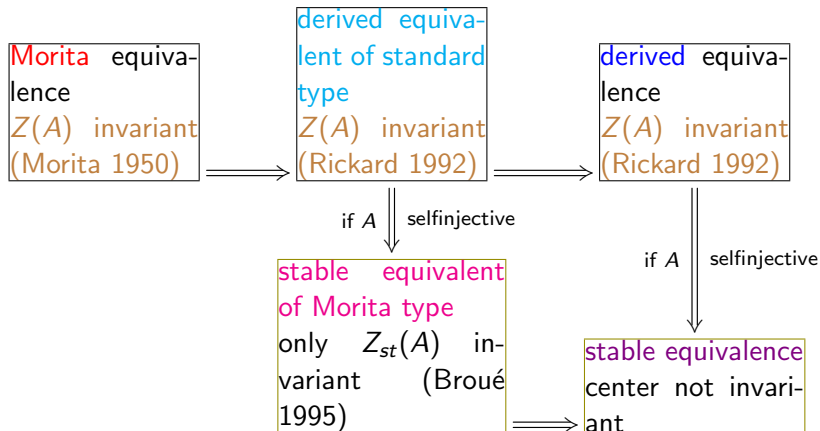 Morita equiva-
lence
Z(A) invariant
(Morita 1950)
derived equiva-
lent of standard
type
Z(A) invariant
(Rickard 1992)
derived equiva-
lence
Z(A) invariant
(Rickard 1992)
if A selfinjective
if A selfinjective
stable equivalent
of Morita type
only Z_{st}(A) in-
variant (Broué
1995)
stable equivalence
center not invari-
ant